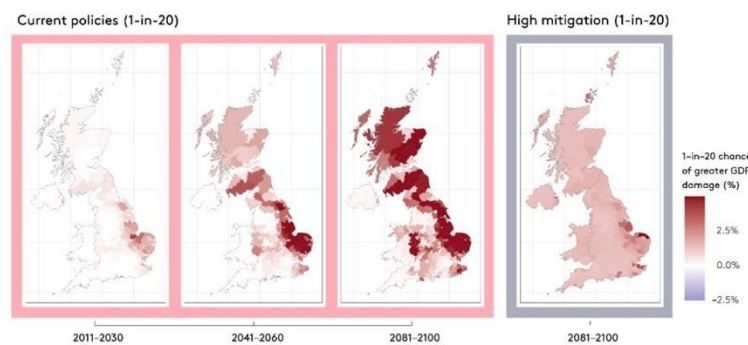 Current policies (1-in-20)
High mitigation (1-in-20)
1-in-20 chance
of greater GDP
damage (%)
2.5%
0.0%
-2.5%
2011–2030
2041–2060
2081–2100
2081–2100